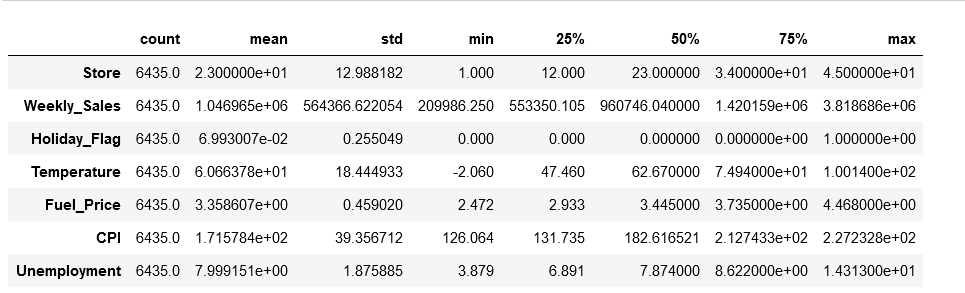 count mean std min 25% 50% 75% max
Store 6435.0 2.300000e+01 12.988182 1.000 12.000 23.000000 3.400000e+01 4.500000e+01
Weekly_Sales 6435.0 1.046965e+06 564366.622054 209986.250 553350.105 960746.040000 1.420159e+06 3.818686e+06
Holiday_Flag 6435.0 6.993007e-02 0.255049 0.000 0.000 0.000000 0.000000e+00 1.000000e+00
Temperature 6435.0 6.066378e+01 18.444933 -2.060 47.460 62.670000 7.494000e+01 1.001400e+02
Fuel_Price 6435.0 3.358607e+00 0.459020 2.472 2.933 3.445000 3.735000e+00 4.468000e+00
CPI 6435.0 1.715784e+02 39.356712 126.064 131.735 182.616521 2.127433e+02 2.272328e+02
Unemployment 6435.0 7.999151e+00 1.875885 3.879 6.891 7.874000 8.622000e+00 1.431300e+01